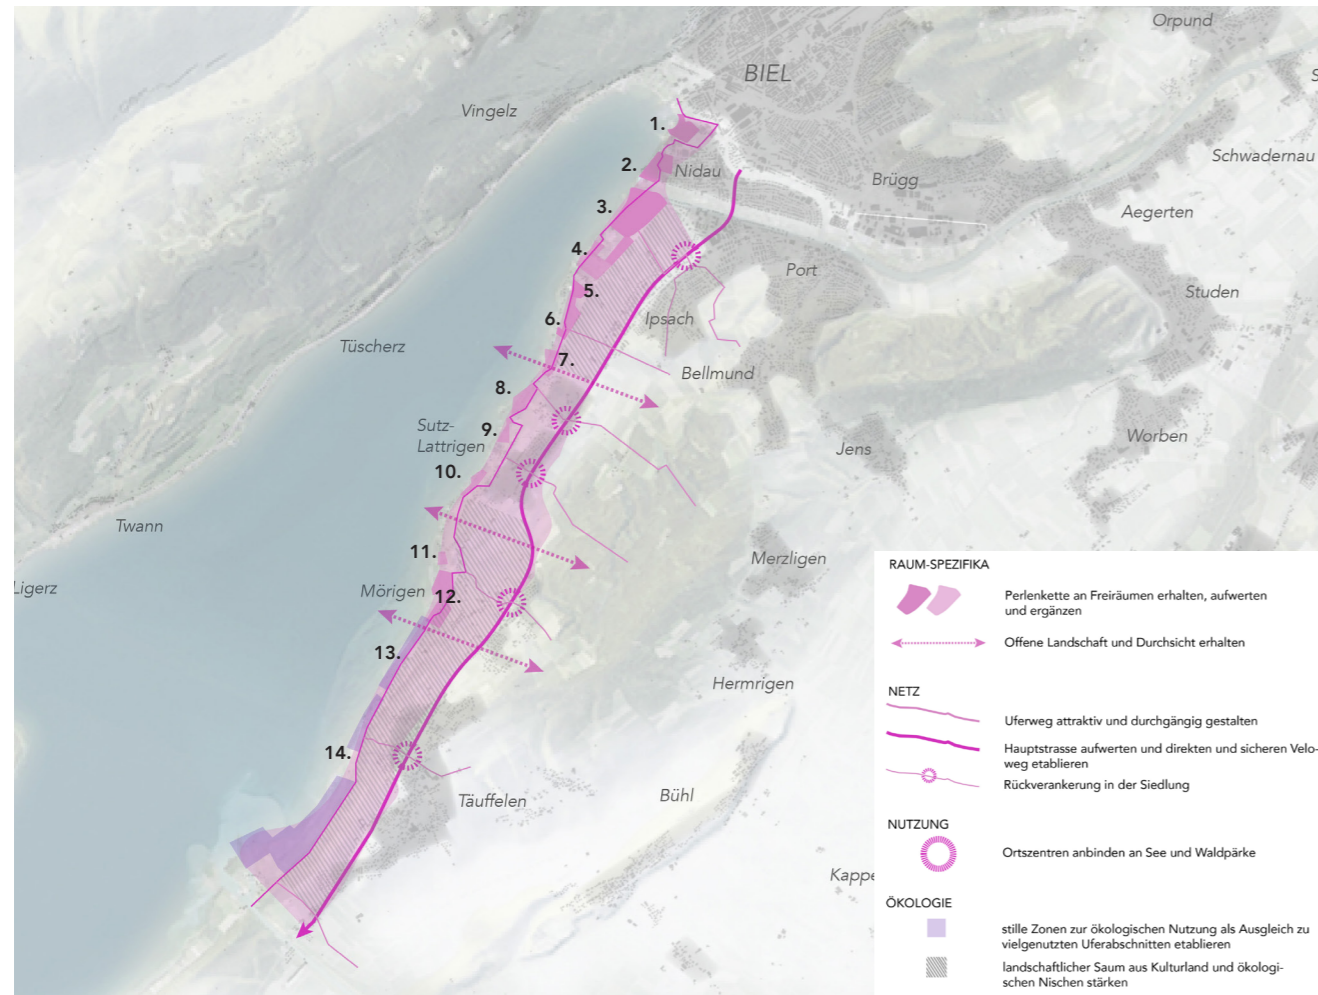 Orpund
BIEL
S
Vingelz
1.
Schwadernau
2.
Nidau
Brügg
3.
Aegerten
4.
Port
5.
Studen
6.
Ipsach
Tüscherz
7.
Bellmund
8.
Sutz-
Lattrigen
9.
Worben
Jens
10.
Twann
11.
Merzligen
Ligerz
Mörigen
12.
13.
Hermrigen
14.
Täuffelen
Bühl
Kappe
RAUM-SPEZIFIKA
Perlenkette an Freiräumen erhalten, aufwerten
und ergänzen
Offene Landschaft und Durchsicht erhalten
NETZ
Uferweg attraktiv und durchgängig gestalten
Hauptstrasse aufwerten und direkten und sicheren Velo-
weg etablieren
Rückverankerung in der Siedlung
NUTZUNG
Ortszentren anbinden an See und Waldpärke
ÖKOLOGIE
stille Zonen zur ökologischen Nutzung als Ausgleich zu
vielgenutzten Uferabschnitten etablieren
landschaftlicher Saum aus Kulturland und ökologi-
schen Nischen stärken